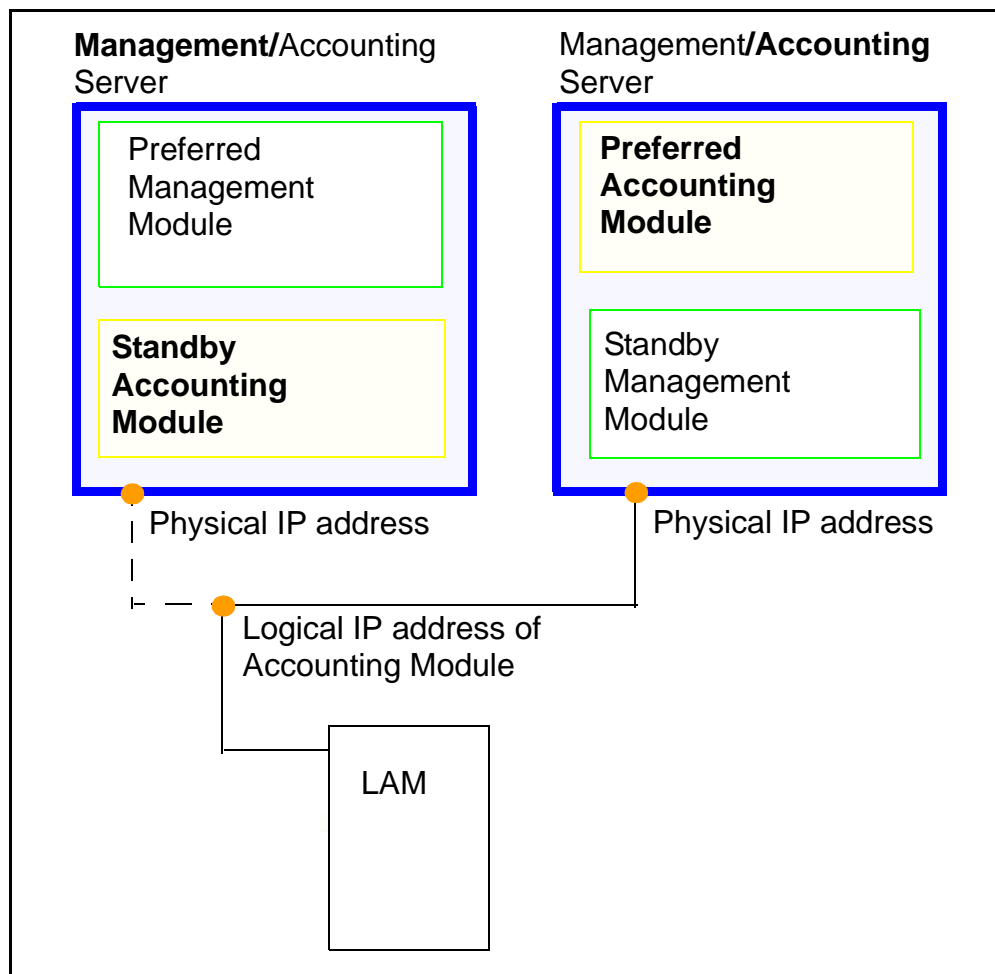 Management/Accounting
Server
Management/Accounting
Server
Preferred
Management
Module
Standby
Accounting
Module
Preferred
Accounting
Module
Standby
Management
Module
Physical IP address
Physical IP address
Logical IP address of
Accounting Module
LAM